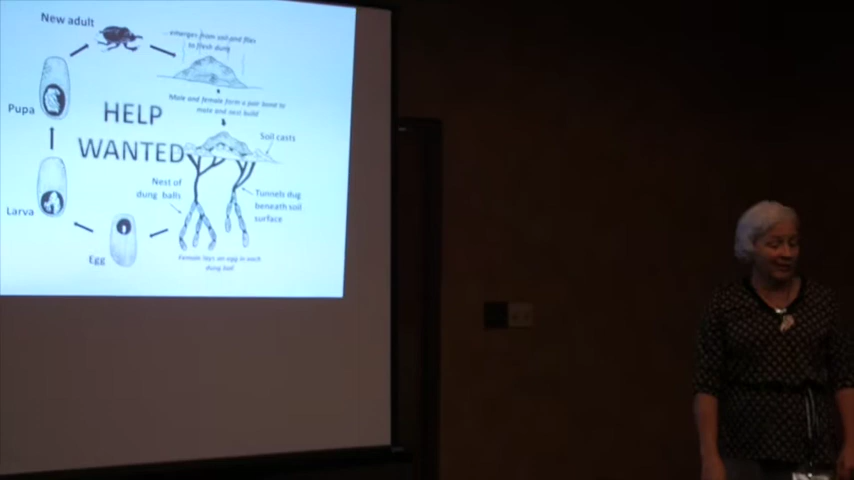 New adult
emerges from soil and flies
to fresh dung
Pupa
Male and female form a pair bond to
mate and nest build
HELP
WANTED
Soil casts
Nest of
dung balls
Tunnels dug
beneath soil
surface
Larva
Egg
Female lays an egg in each
dung ball